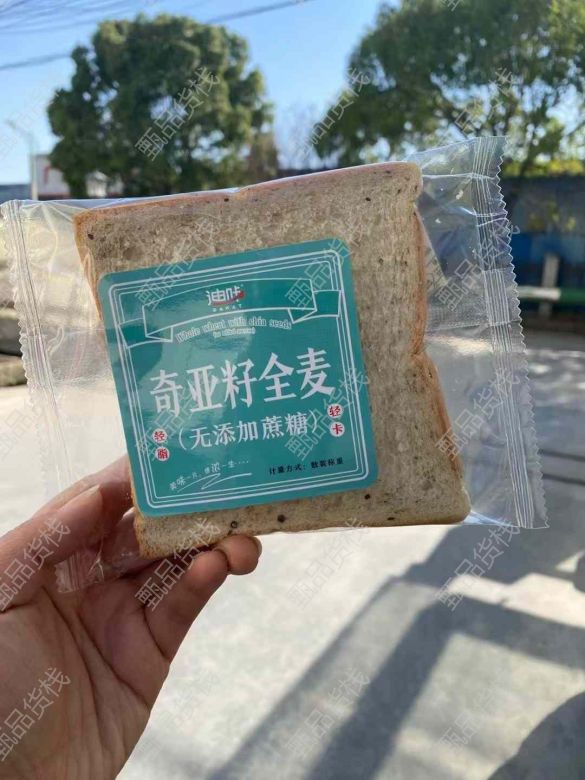 迪咔
Whole wheat with chia seeds
奇亚籽全麦
（无添加蔗糖）
轻脂
轻卡
计量方式：散装称重
甄品货栈